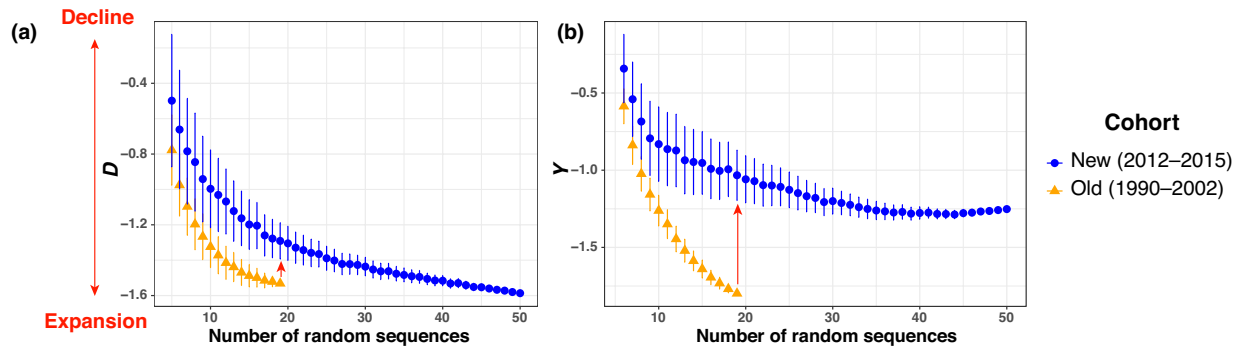 Decline
(a)
−0.4
−0.8
−1.2
−1.6
D
10
20
30
40
50
Number of random sequences
Expansion
(b)
−0.5
−1.0
−1.5
Y
10
20
30
40
50
Number of random sequences
Cohort
New (2012–2015)
Old (1990–2002)